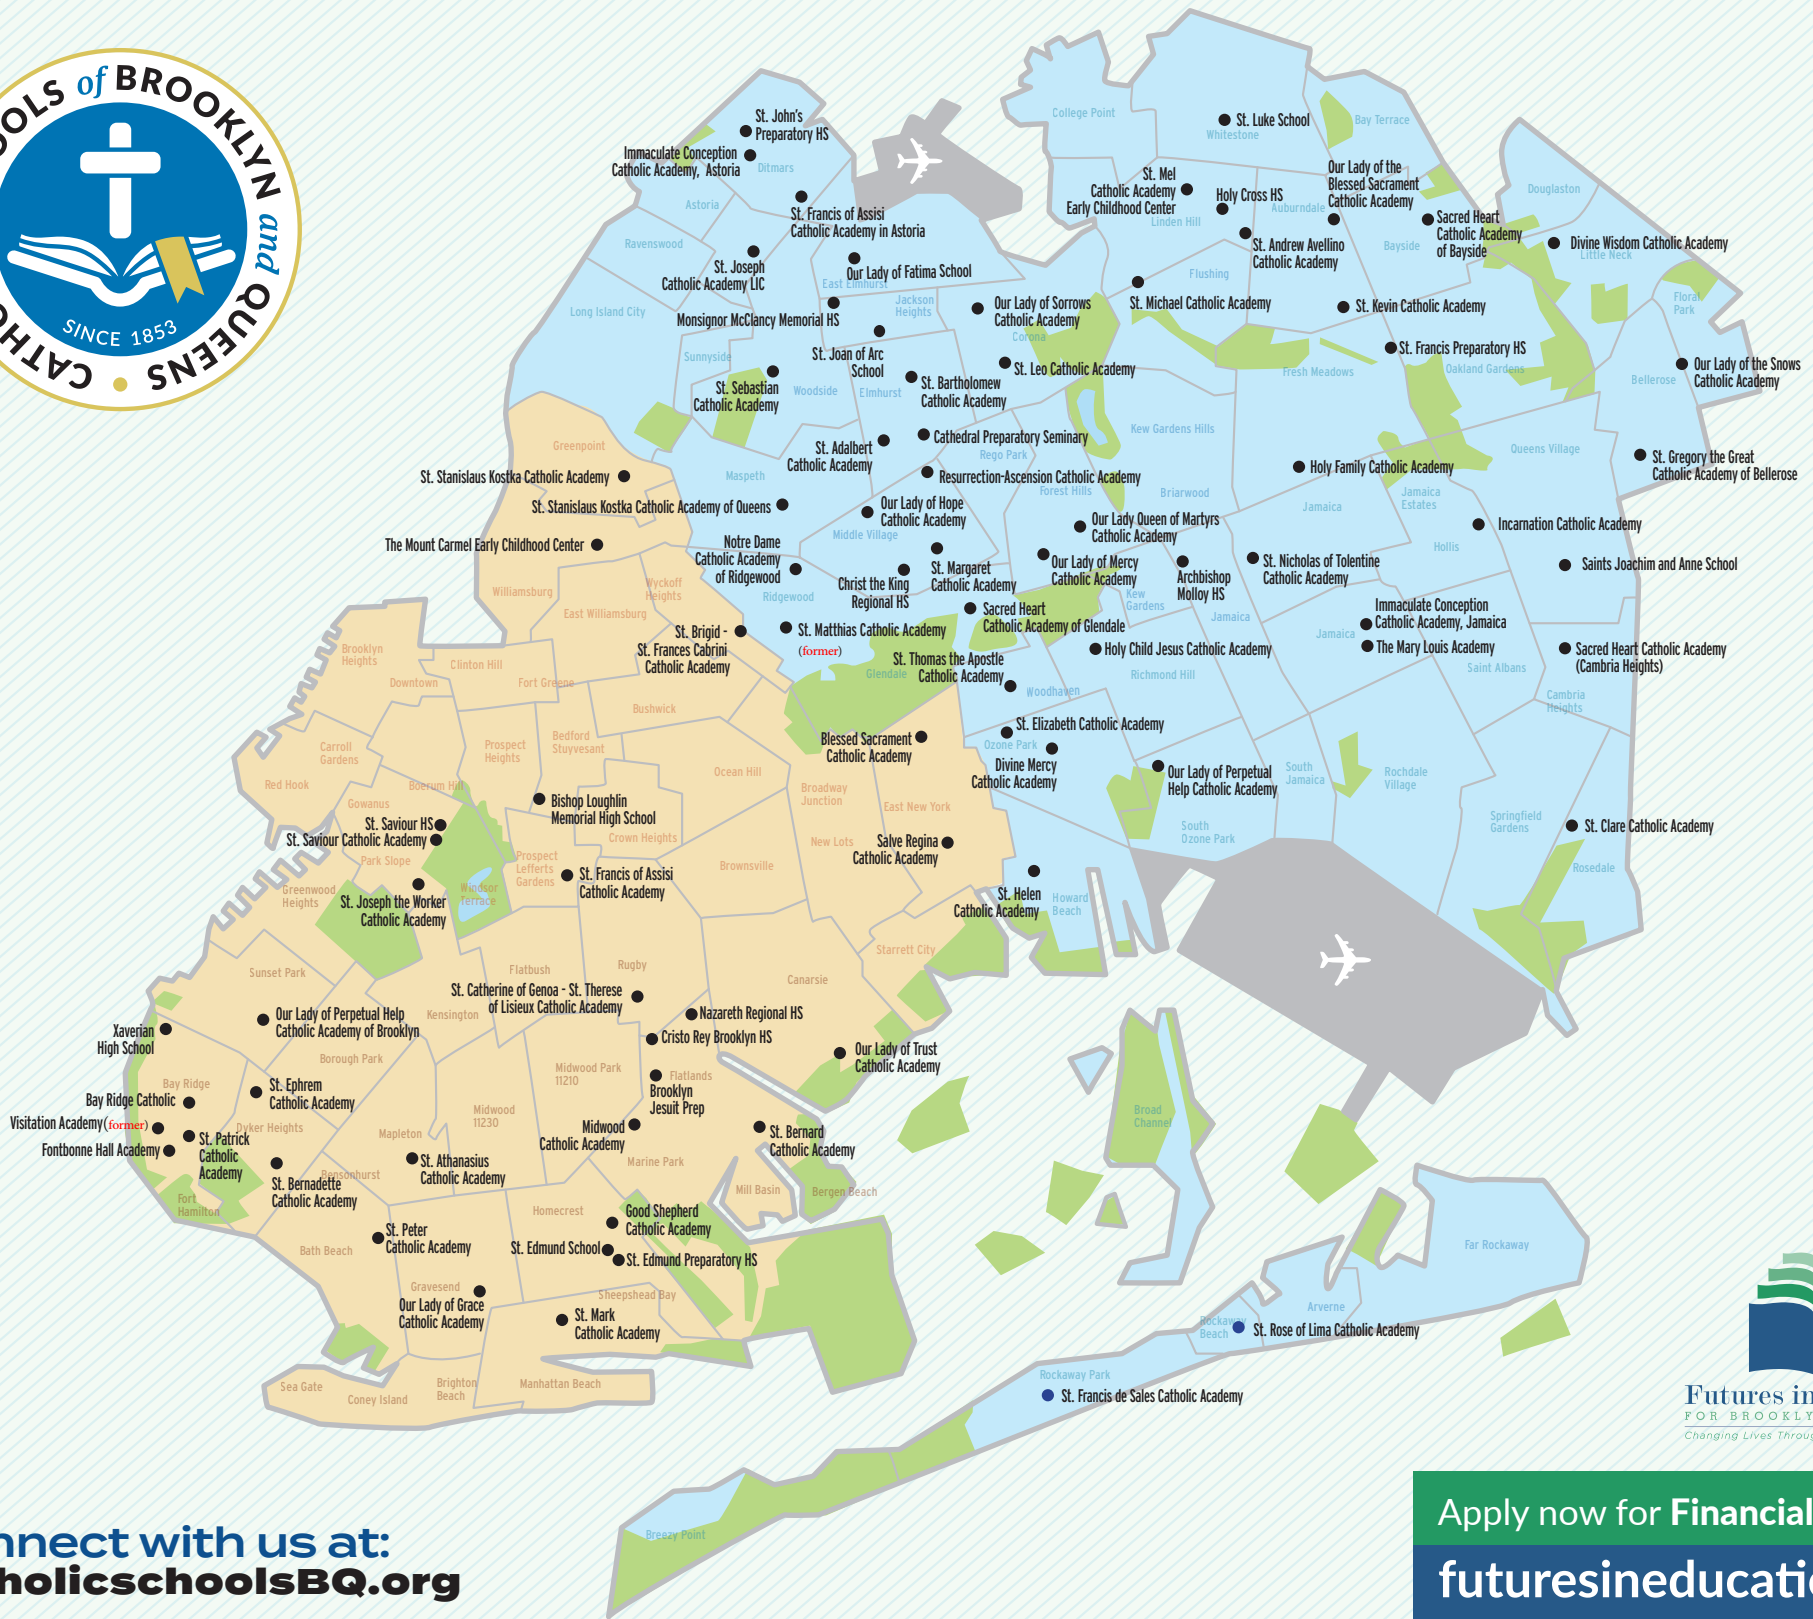 OOLS of BROOKLYN and QUEENS • CATHO
SINCE 1853
St. John's
Preparatory HS
Immaculate Conception
Catholic Academy, Astoria
Ditmars
St. Francis of Assisi
Catholic Academy in Astoria
Astoria
Ravenswood
St. Joseph
Catholic Academy LIC
Our Lady of Fatima School
East Elmhurst
Long Island City
Monsignor McClancy Memorial HS
Jackson
Heights
Our Lady of Sorrows
Catholic Academy
Corona
Sunnyside
St. Joan of Arc
School
St. Sebastian
Catholic Academy
Woodside
Elmhurst
St. Bartholomew
Catholic Academy
St. Leo Catholic Academy
College Point
St. Luke School
Whitestone
Bay Terrace
St. Mel
Catholic Academy
Early Childhood Center
Linden Hill
Holy Cross HS
Auburndale
Our Lady of the
Blessed Sacrament
Catholic Academy
St. Andrew Avellino
Catholic Academy
Bayside
Sacred Heart
Catholic Academy
of Bayside
Douglaston
Divine Wisdom Catholic Academy
Little Neck
Flushing
St. Michael Catholic Academy
St. Kevin Catholic Academy
Floral
Park
St. Francis Preparatory HS
Fresh Meadows
Oakland Gardens
Bellerose
Our Lady of the Snows
Catholic Academy
Greenpoint
St. Adalbert
Catholic Academy
Cathedral Preparatory Seminary
Rego Park
Kew Gardens Hills
Queens Village
St. Gregory the Great
Catholic Academy of Bellerose
Holy Family Catholic Academy
St. Stanislaus Kostka Catholic Academy
Maspeth
Resurrection-Ascension Catholic Academy
Forest Hills
Briarwood
Jamaica
Jamaica
Estates
St. Stanislaus Kostka Catholic Academy of Queens
Our Lady of Hope
Catholic Academy
Middle Village
Our Lady Queen of Martyrs
Catholic Academy
Incarnation Catholic Academy
Hollis
The Mount Carmel Early Childhood Center
Notre Dame
Catholic Academy
of Ridgewood
Christ the King
Regional HS
St. Margaret
Catholic Academy
Our Lady of Mercy
Catholic Academy
Archbishop
Molloy HS
St. Nicholas of Tolentine
Catholic Academy
Saints Joachim and Anne School
Williamsburg
Wyckoff
Heights
Ridgewood
East Williamsburg
Kew
Gardens
Jamaica
Sacred Heart
Catholic Academy of Glendale
Immaculate Conception
Catholic Academy, Jamaica
Jamaica
The Mary Louis Academy
St. Brigid -
St. Frances Cabrini
Catholic Academy
St. Matthias Catholic Academy
(former)
Glendale
St. Thomas the Apostle
Catholic Academy
Holy Child Jesus Catholic Academy
Richmond Hill
Saint Albans
Sacred Heart Catholic Academy
(Cambria Heights)
Cambria
Heights
Brooklyn
Heights
Downtown
Clinton Hill
Fort Greene
Bushwick
Woodhaven
St. Elizabeth Catholic Academy
Ozone Park
Divine Mercy
Catholic Academy
Blessed Sacrament
Catholic Academy
Carroll
Gardens
Red Hook
Prospect
Heights
Bedford
Stuyvesant
Ocean Hill
Boerum Hill
Gowanus
Broadway
Junction
East New York
Our Lady of Perpetual
Help Catholic Academy
South
Jamaica
Rochdale
Village
Bishop Loughlin
Memorial High School
St. Saviour HS
St. Saviour Catholic Academy
Crown Heights
New Lots
Salve Regina
Catholic Academy
South
Ozone Park
Springfield
Gardens
St. Clare Catholic Academy
Rosedale
Park Slope
Prospect
Lefferts
Gardens
Brownsville
Greenwood
Heights
St. Joseph the Worker
Catholic Academy
Windsor
Terrace
St. Francis of Assisi
Catholic Academy
St. Helen
Catholic Academy
Howard
Beach
Sunset Park
Flatbush
Rugby
Canarsie
Starrett City
St. Catherine of Genoa - St. Therese
of Lisieux Catholic Academy
Kensington
Nazareth Regional HS
Our Lady of Perpetual Help
Catholic Academy of Brooklyn
Xaverian
High School
Cristo Rey Brooklyn HS
Our Lady of Trust
Catholic Academy
Borough Park
Midwood Park
11210
Flatlands
Brooklyn
Jesuit Prep
Bay Ridge
St. Ephrem
Catholic Academy
Bay Ridge Catholic
Visitation Academy(former)
Dyker Heights
Mapleton
Midwood
11230
Midwood
Catholic Academy
St. Bernard
Catholic Academy
Broad
Channel
Fontbonne Hall Academy
St. Patrick
Catholic
Academy
St. Bernadette
Catholic Academy
Bensonhurst
St. Athanasius
Catholic Academy
Marine Park
Mill Basin
Bergen Beach
Fort
Hamilton
Homecrest
Good Shepherd
Catholic Academy
St. Peter
Catholic Academy
Bath Beach
St. Edmund School
St. Edmund Preparatory HS
Far Rockaway
Gravesend
Our Lady of Grace
Catholic Academy
Sheepshead Bay
St. Mark
Catholic Academy
Arverne
Rockaway
Beach
St. Rose of Lima Catholic Academy
Sea Gate
Coney Island
Brighton
Beach
Manhattan Beach
Rockaway Park
St. Francis de Sales Catholic Academy
Breezy Point
Futures in
FOR BROOKLY
Changing Lives Throug
nnect with us at:
holicschoolsBQ.org
Apply now for Financial
futuresineducatio